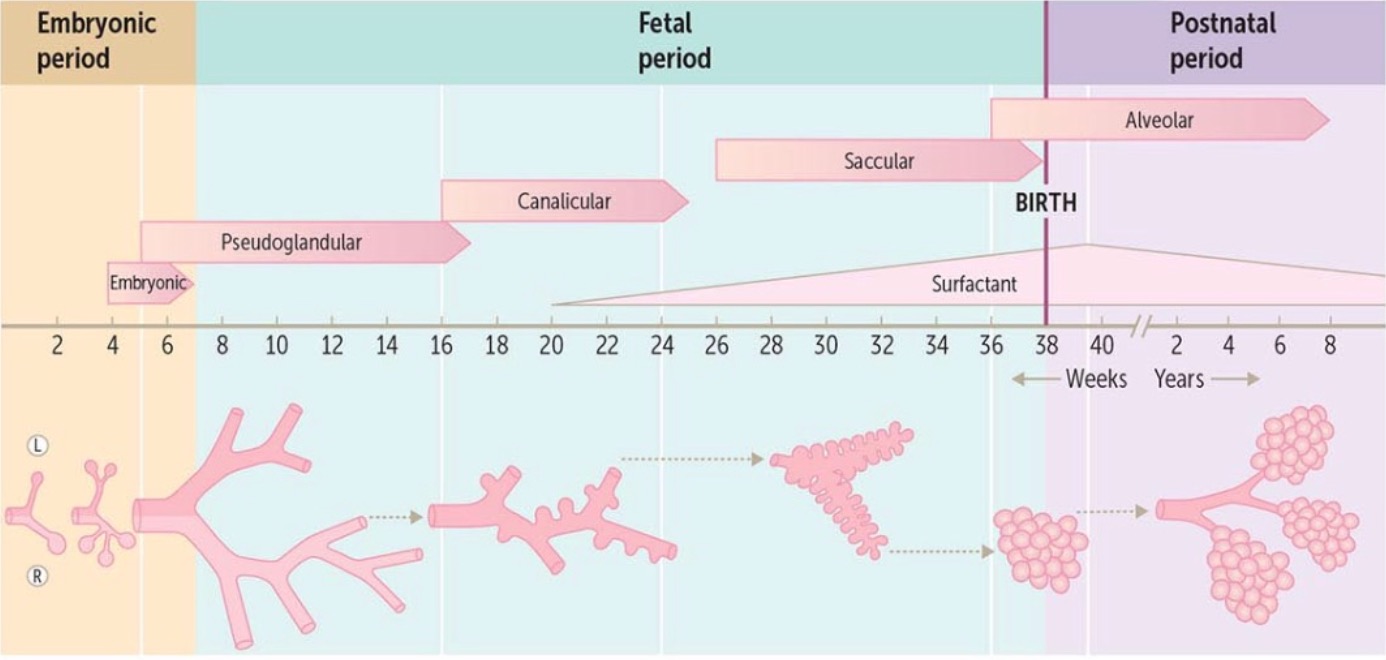 Embryonic
period
Fetal
period
Postnatal
period
Alveolar
Saccular
Canalicular
BIRTH
Pseudoglandular
Embryonic
Surfactant
2 4 6 8 10 12 14 16 18 20 22 24 26 28 30 32 34 36 38 40 2 4 6 8
Weeks Years
L
R